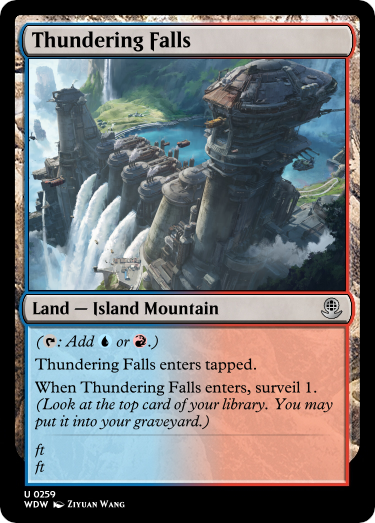 Thundering Falls
Land — Island Mountain
(: Add or .)
Thundering Falls enters tapped.
When Thundering Falls enters, surveil 1.
(Look at the top card of your library. You may
put it into your graveyard.)
ft
ft
U 0259
WDW Ziyuan Wang